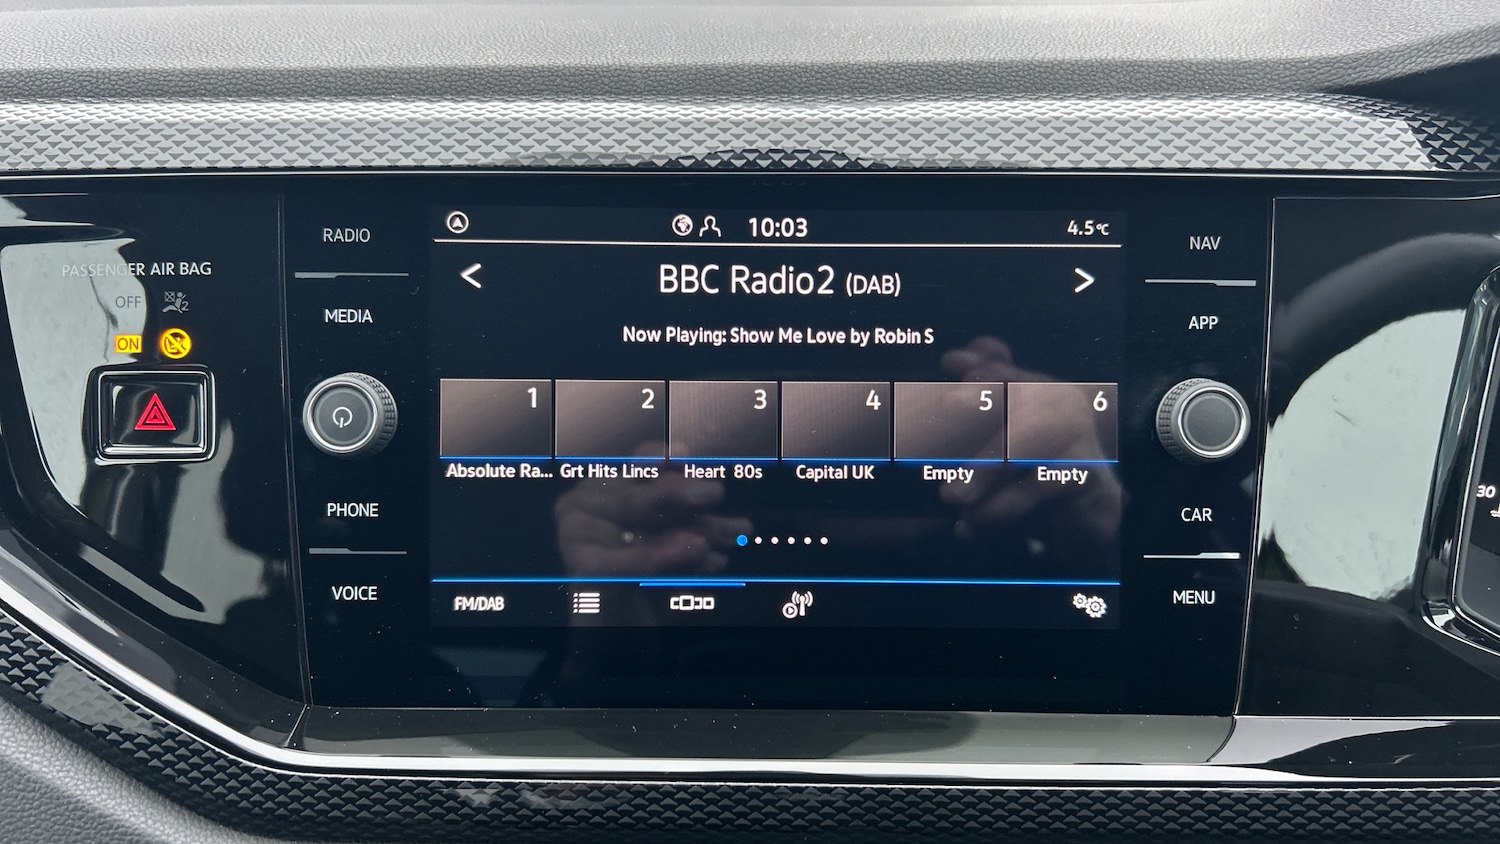 PASSENGER AIR BAG
OFF
2
ON
RADIO
MEDIA
PHONE
VOICE
10:03
4.5°C
< BBC Radio2 (DAB) >
Now Playing: Show Me Love by Robin S
1 2 3 4 5 6
Absolute Ra... Grt Hits Lincs Heart 80s Capital UK Empty Empty
FM/DAB
NAV
APP
CAR
MENU
30